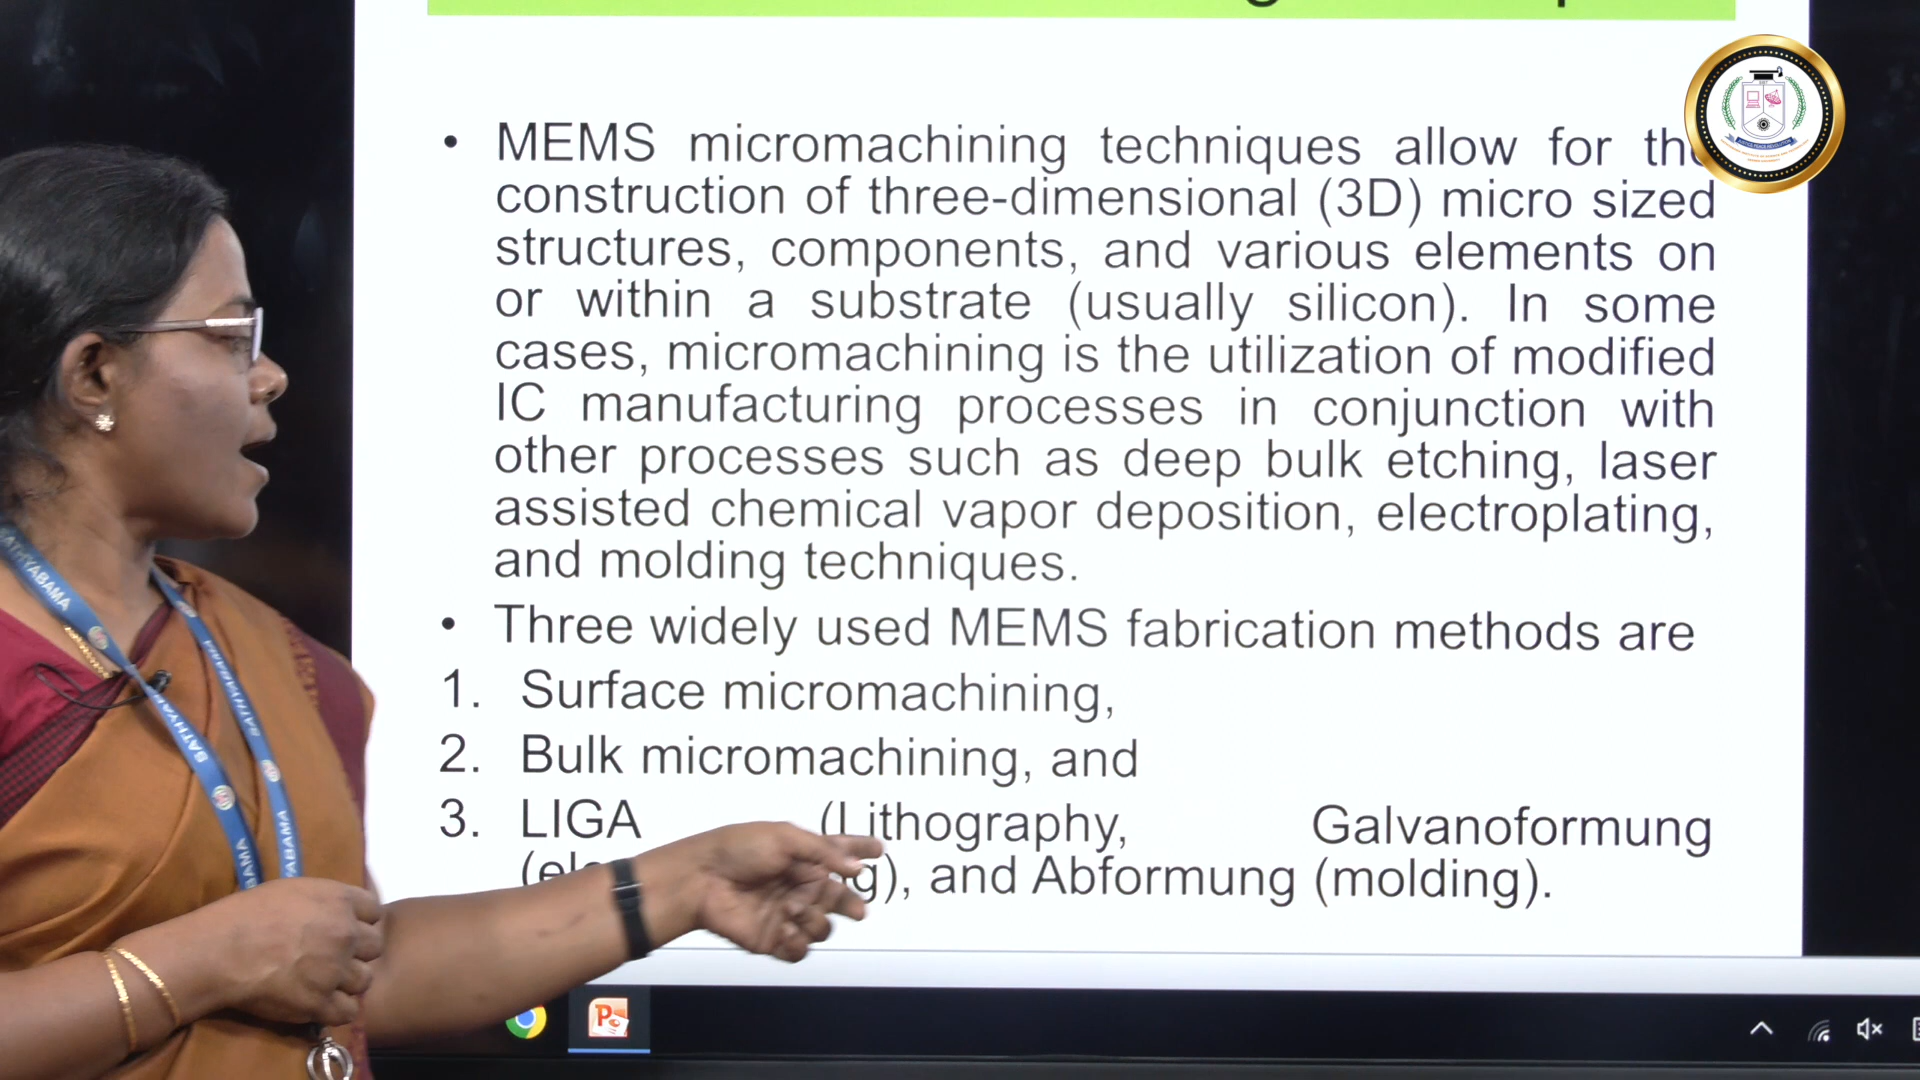 • MEMS micromachining techniques allow for
construction of three-dimensional (3D) micro sized
structures, components, and various elements on
or within a substrate (usually silicon). In some
cases, micromachining is the utilization of modified
IC manufacturing processes in conjunction with
other processes such as deep bulk etching, laser
assisted chemical vapor deposition, electroplating,
and molding techniques.
• Three widely used MEMS fabrication methods are
1. Surface micromachining,
2. Bulk micromachining, and
3. LIGA (Lithography, Galvanoformung
and Abformung (molding).
SATHYABAMA
SATHYABAMA